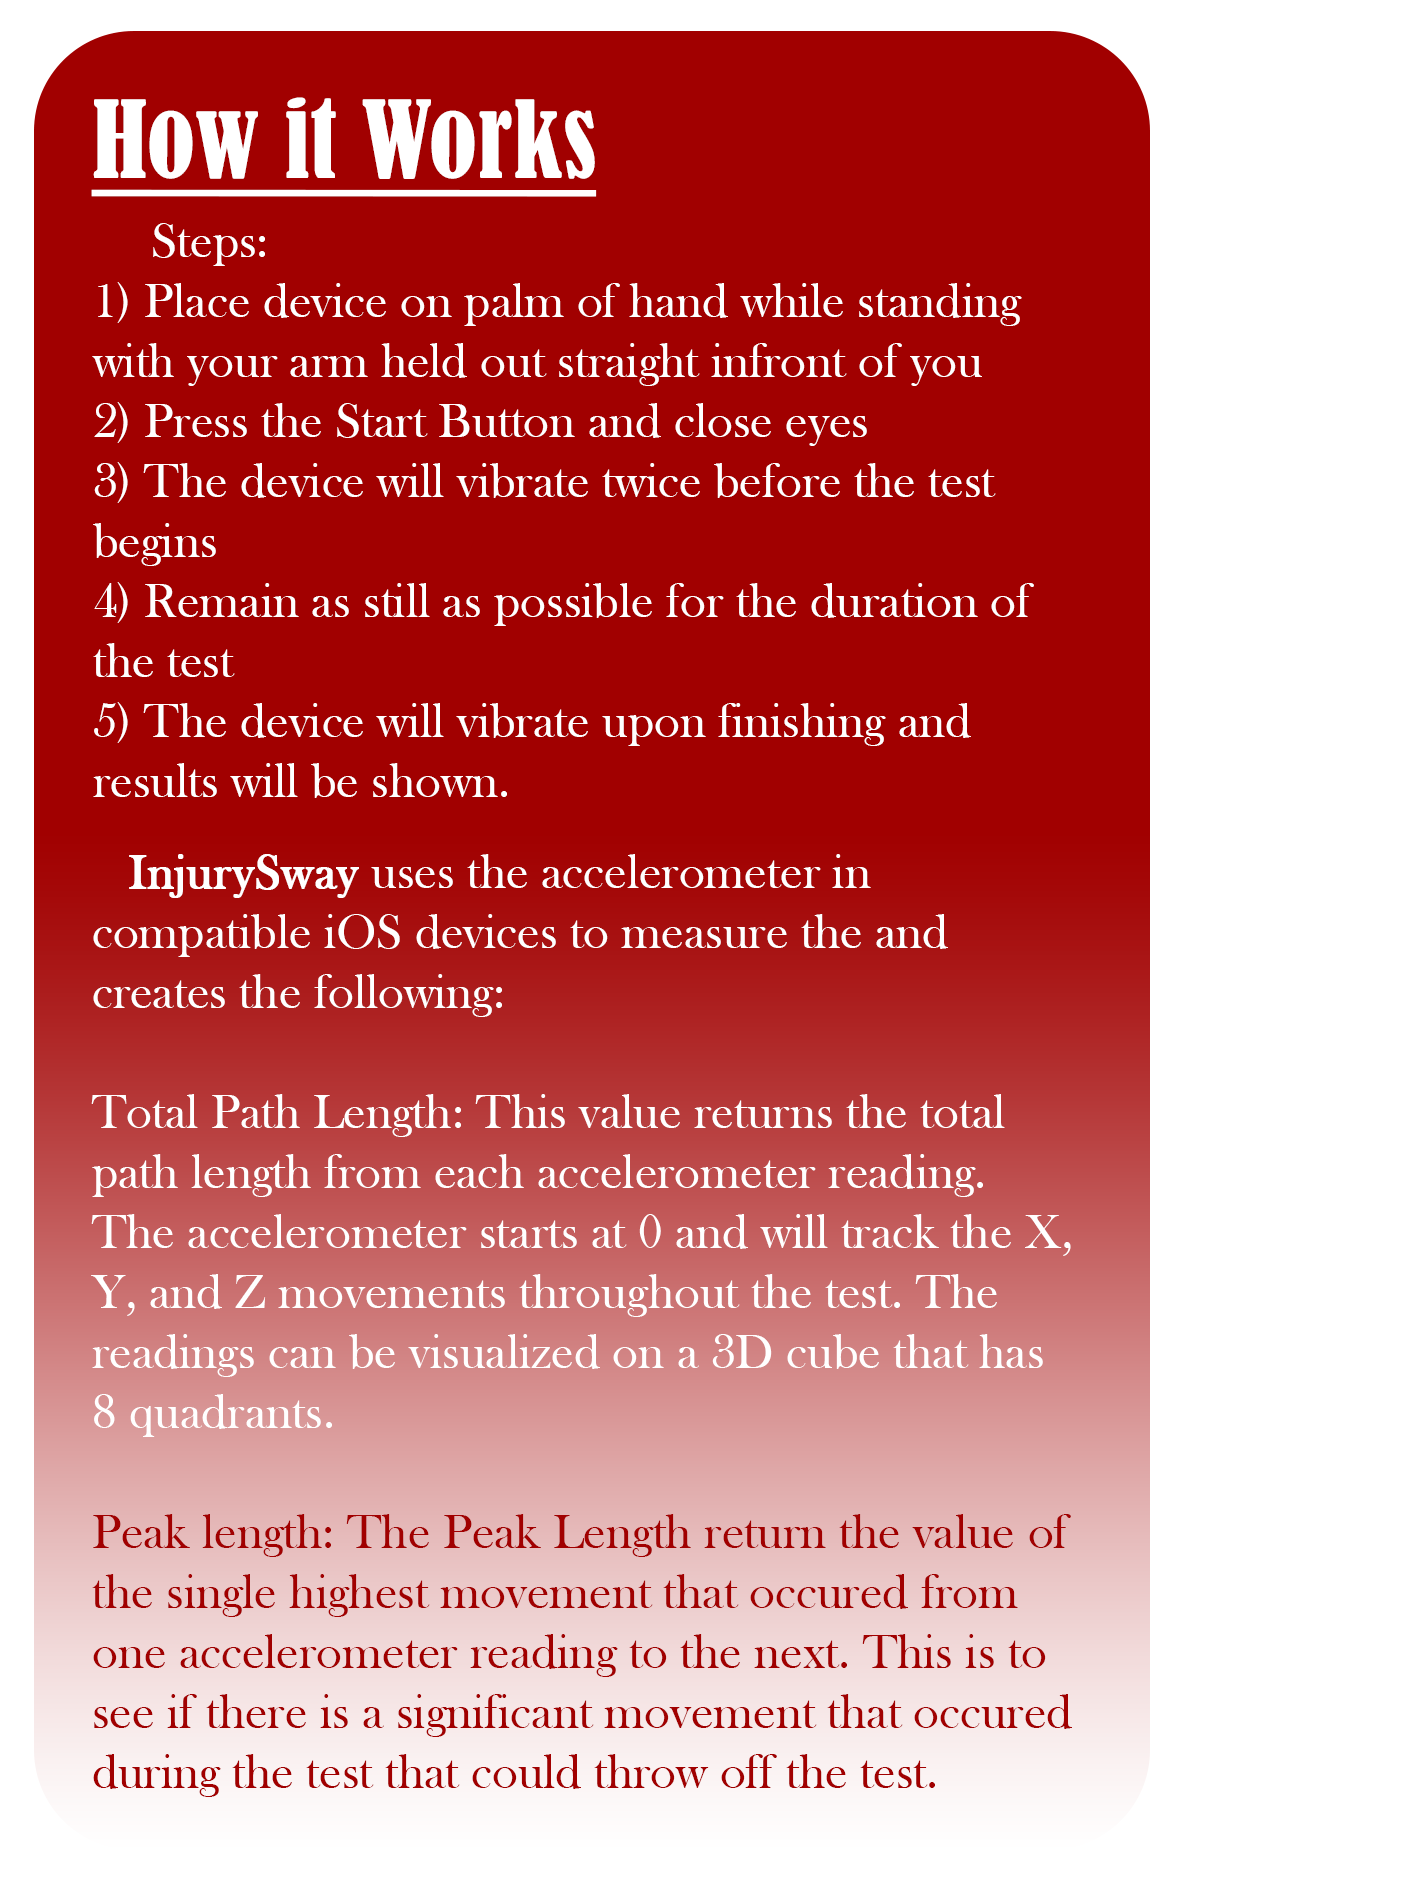 How it Works
Steps:
1) Place device on palm of hand while standing
with your arm held out straight infront of you
2) Press the Start Button and close eyes
3) The device will vibrate twice before the test
begins
4) Remain as still as possible for the duration of
the test
5) The device will vibrate upon finishing and
results will be shown.
InjurySway uses the accelerometer in
compatible iOS devices to measure the and
creates the following:
Total Path Length: This value returns the total
path length from each accelerometer reading.
The accelerometer starts at 0 and will track the X,
Y, and Z movements throughout the test. The
readings can be visualized on a 3D cube that has
8 quadrants.
Peak length: The Peak Length return the value of
the single highest movement that occured from
one accelerometer reading to the next. This is to
see if there is a significant movement that occured
during the test that could throw off the test.